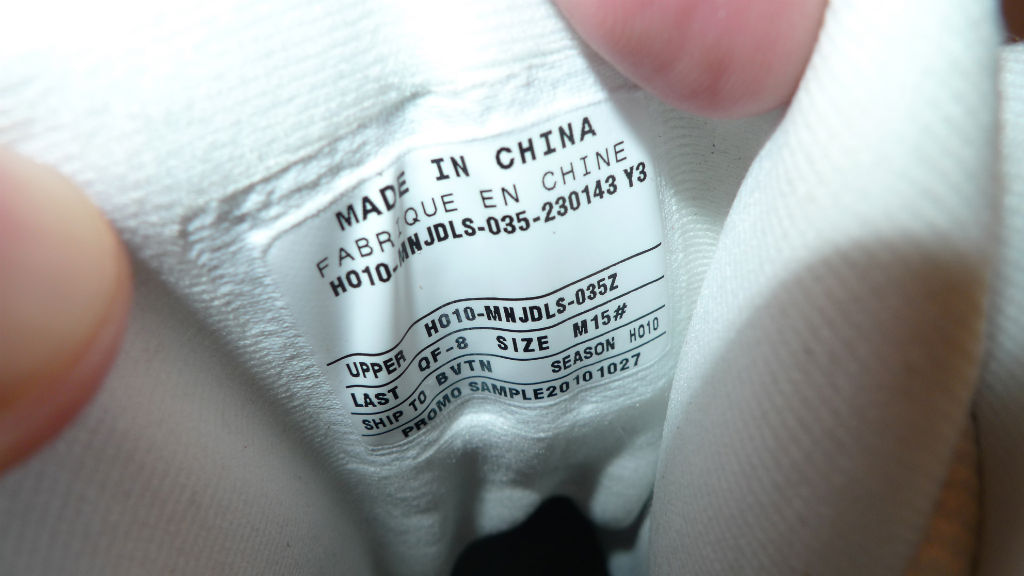 MADE IN CHINA
FABRIQUE EN CHINE
HO10-MNJDLS-035-230143 Y3
UPPER HO10-MNJDLS-035Z
LAST QF-8 SIZE M15#
SHIP TO BVTN SEASON HO10
PROMO SAMPLE20101027